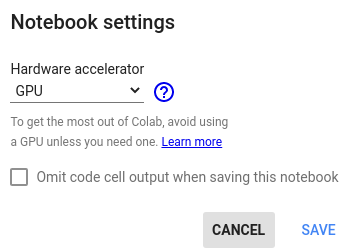 Notebook settings
Hardware accelerator
GPU
?
To get the most out of Colab, avoid using
a GPU unless you need one. Learn more
Omit code cell output when saving this notebook
CANCEL SAVE